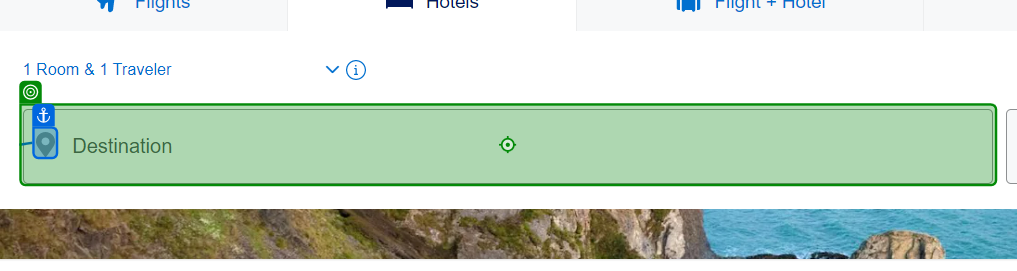 Flights
Hotels
Flight + Hotel
1 Room & 1 Traveler
Destination